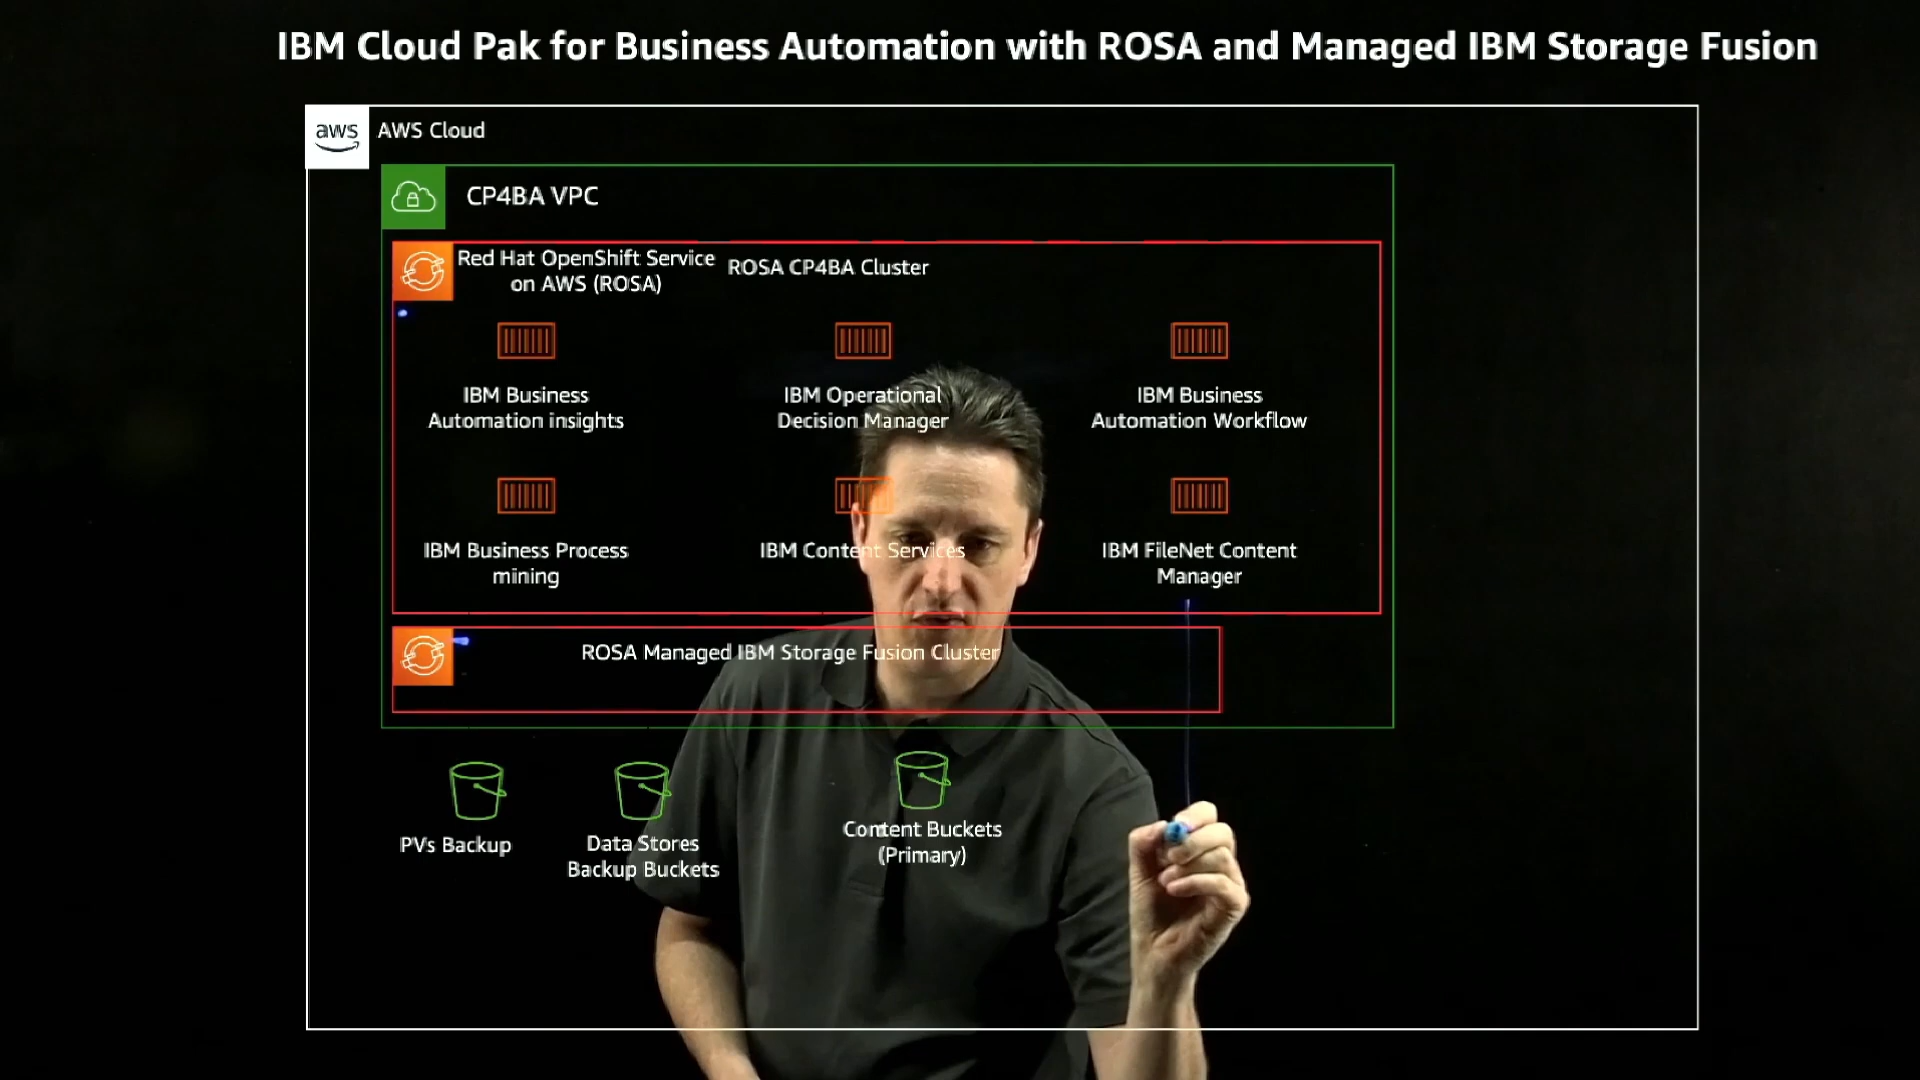 IBM Cloud Pak for Business Automation with ROSA and Managed IBM Storage Fusion
aws
AWS Cloud
CP4BA VPC
Red Hat OpenShift Service
on AWS (ROSA)
ROSA CP4BA Cluster
IBM Business
Automation insights
IBM Operational
Decision Manager
IBM Business
Automation Workflow
IBM Business Process
mining
IBM Content Services
IBM FileNet Content
Manager
ROSA Managed IBM Storage Fusion Cluster
PVs Backup
Data Stores
Backup Buckets
Content Buckets
(Primary)